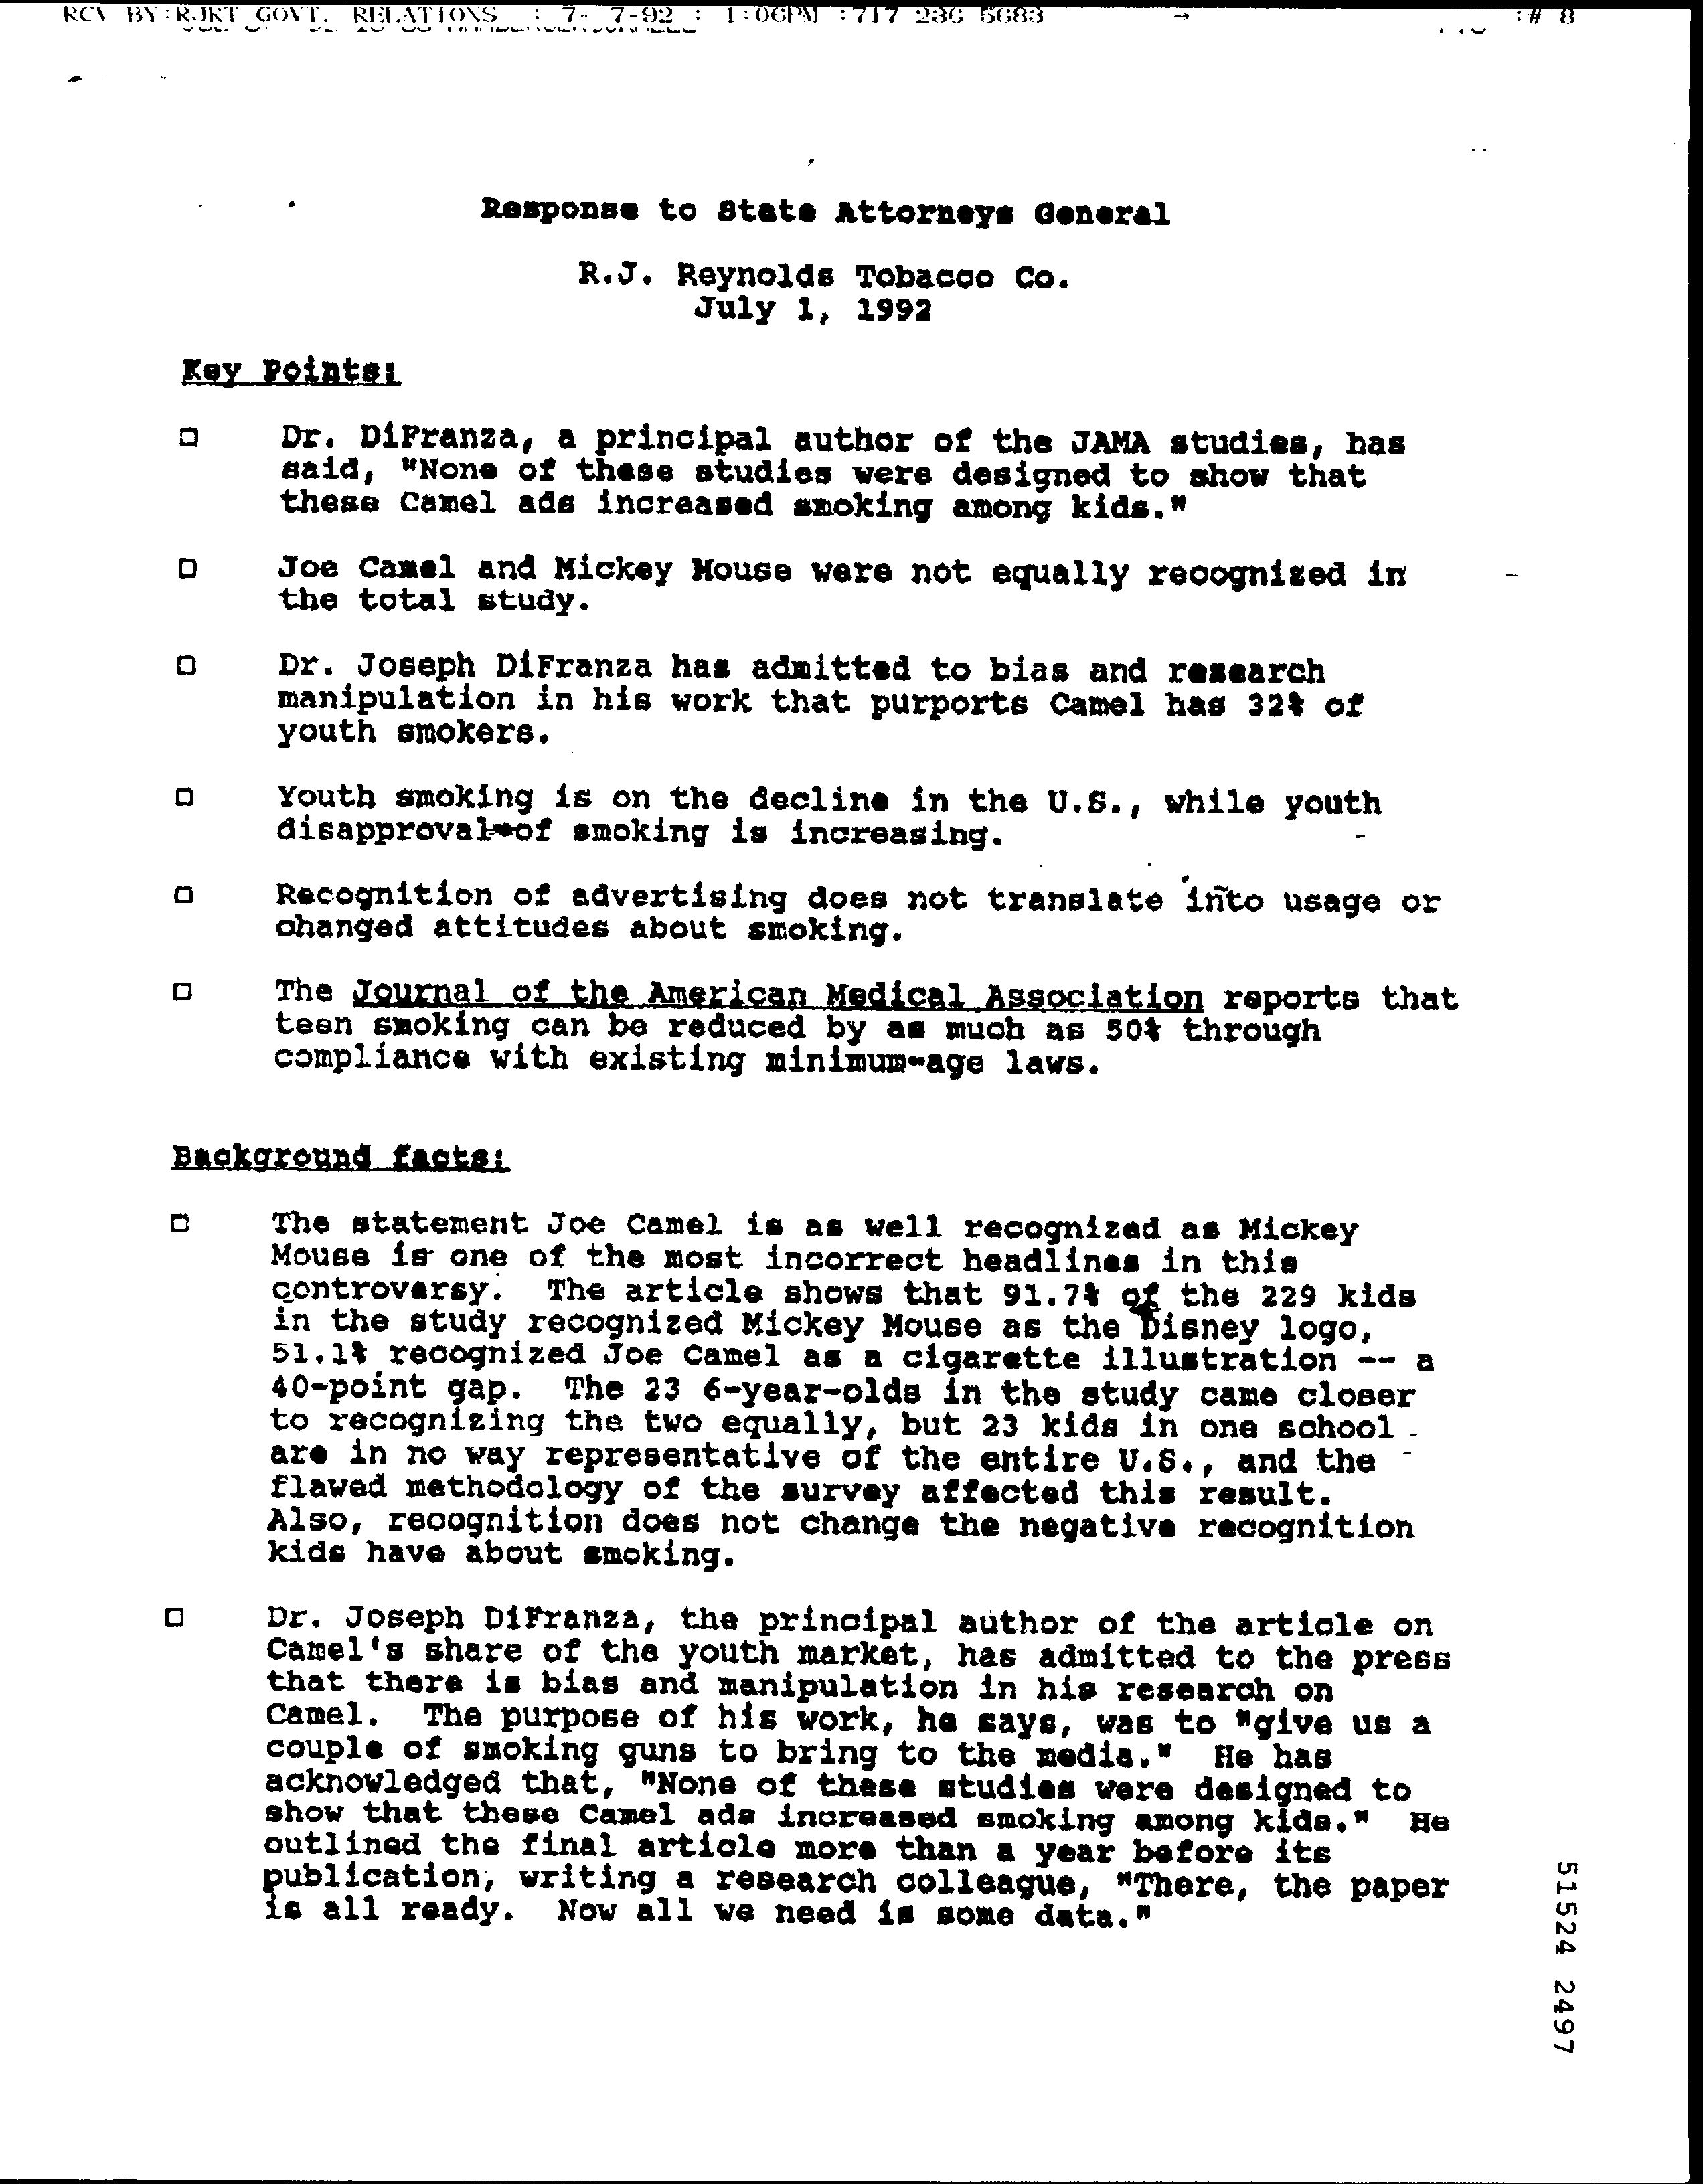 RCV BY:RJKT GOVT. RELATIONS : 7- 7-92 : 1:06PM : 717 236 5683 → :# 8
Response to State Attorneys General
R.J. Reynolds Tobacco Co.
July 1, 1992
Key Points:
□ Dr. DiFranza, a principal author of the JAMA studies, has
said, "None of these studies were designed to show that
these Camel ads increased smoking among kids."
□ Joe Camel and Mickey Mouse were not equally recognized in
the total study.
□ Dr. Joseph DiFranza has admitted to bias and research
manipulation in his work that purports Camel has 32% of
youth smokers.
□ Youth smoking is on the decline in the U.S., while youth
disapproval of smoking is increasing.
□ Recognition of advertising does not translate into usage or
changed attitudes about smoking.
□ The Journal of the American Medical Association reports that
teen smoking can be reduced by as much as 50% through
compliance with existing minimum-age laws.
Background facts:
□ The statement Joe Camel is as well recognized as Mickey
Mouse is one of the most incorrect headlines in this
controversy. The article shows that 91.7% of the 229 kids
in the study recognized Mickey Mouse as the Disney logo,
51.1% recognized Joe Camel as a cigarette illustration -- a
40-point gap. The 23 6-year-olds in the study came closer
to recognizing the two equally, but 23 kids in one school
are in no way representative of the entire U.S., and the
flawed methodology of the survey affected this result.
Also, recognition does not change the negative recognition
kids have about smoking.
□ Dr. Joseph DiFranza, the principal author of the article on
Camel's share of the youth market, has admitted to the press
that there is bias and manipulation in his research on
Camel. The purpose of his work, he says, was to "give us a
couple of smoking guns to bring to the media." He has
acknowledged that, "None of these studies were designed to
show that these Camel ads increased smoking among kids." He
outlined the final article more than a year before its
publication, writing a research colleague, "There, the paper
is all ready. Now all we need is some data."
51524 2497